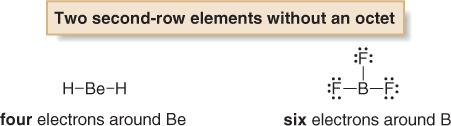 Two second-row elements without an octet
F
H–Be–H
F–B–F
four electrons around Be
six electrons around B